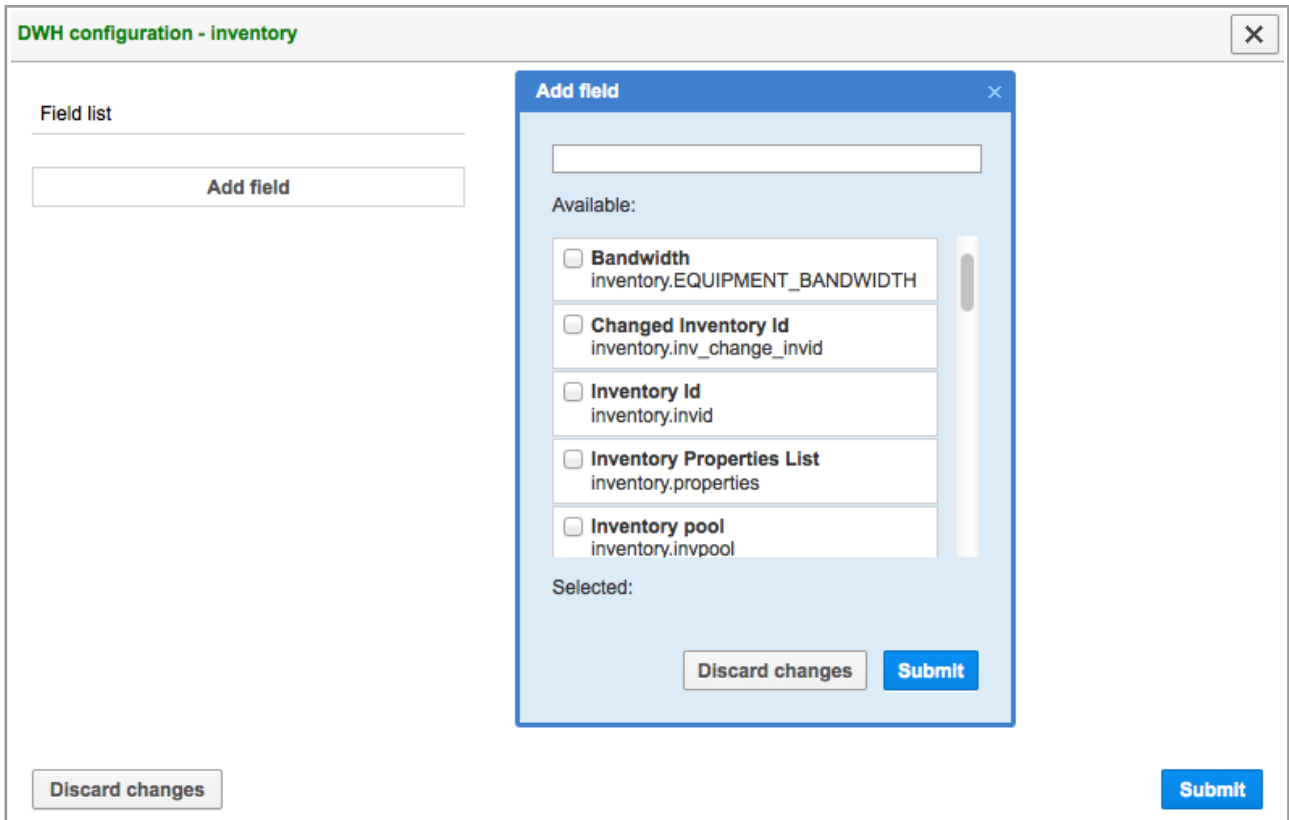 DWH configuration - inventory
Field list
Add field
Add field
Available:
Bandwidth
inventory.EQUIPMENT_BANDWIDTH
Changed Inventory Id
inventory.inv_change_invid
Inventory Id
inventory.invid
Inventory Properties List
inventory.properties
Inventory pool
inventory.invpool
Selected:
Discard changes
Submit
Discard changes
Submit